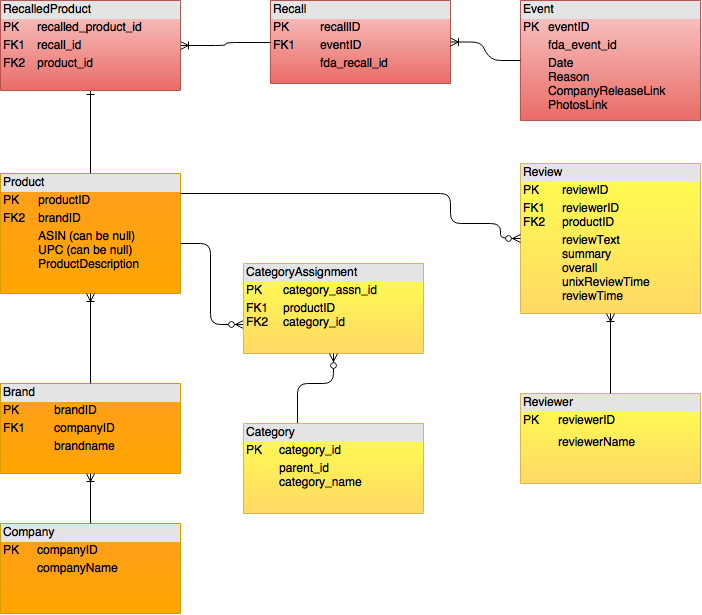 RecalledProduct
PK recalled_product_id
FK1 recall_id
FK2 product_id
Recall
PK recallID
FK1 eventID
fda_recall_id
Event
PK eventID
fda_event_id
Date
Reason
CompanyReleaseLink
PhotosLink
Product
PK productID
FK2 brandID
ASIN (can be null)
UPC (can be null)
ProductDescription
Review
PK reviewID
FK1 reviewerID
FK2 productID
reviewText
summary
overall
unixReviewTime
reviewTime
CategoryAssignment
PK category_assn_id
FK1 productID
FK2 category_id
Brand
PK brandID
FK1 companyID
brandname
Category
PK category_id
parent_id
category_name
Reviewer
PK reviewerID
reviewerName
Company
PK companyID
companyName